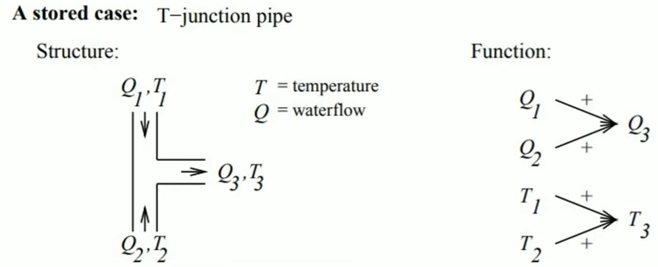 A stored case: T−junction pipe
Structure:
Function:
Q1,T1
T = temperature
Q = waterflow
Q3,T3
Q2,T2
Q1 +
Q2 +
Q3
T1 +
T2 +
T3